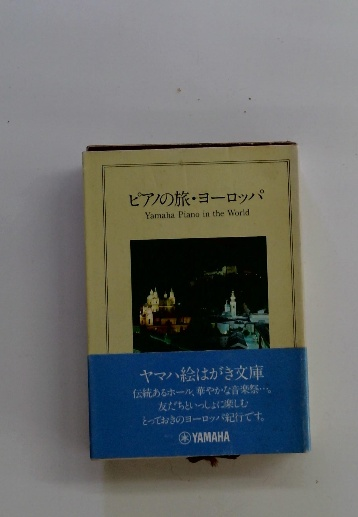 ピアノの旅・ヨーロッパ
Yamaha Piano in the World
ヤマハ絵はがき文庫
伝統あるホール、華やかな音楽祭…。
友だちといっしょに楽しむ
とっておきのヨーロッパ紀行です。
YAMAHA